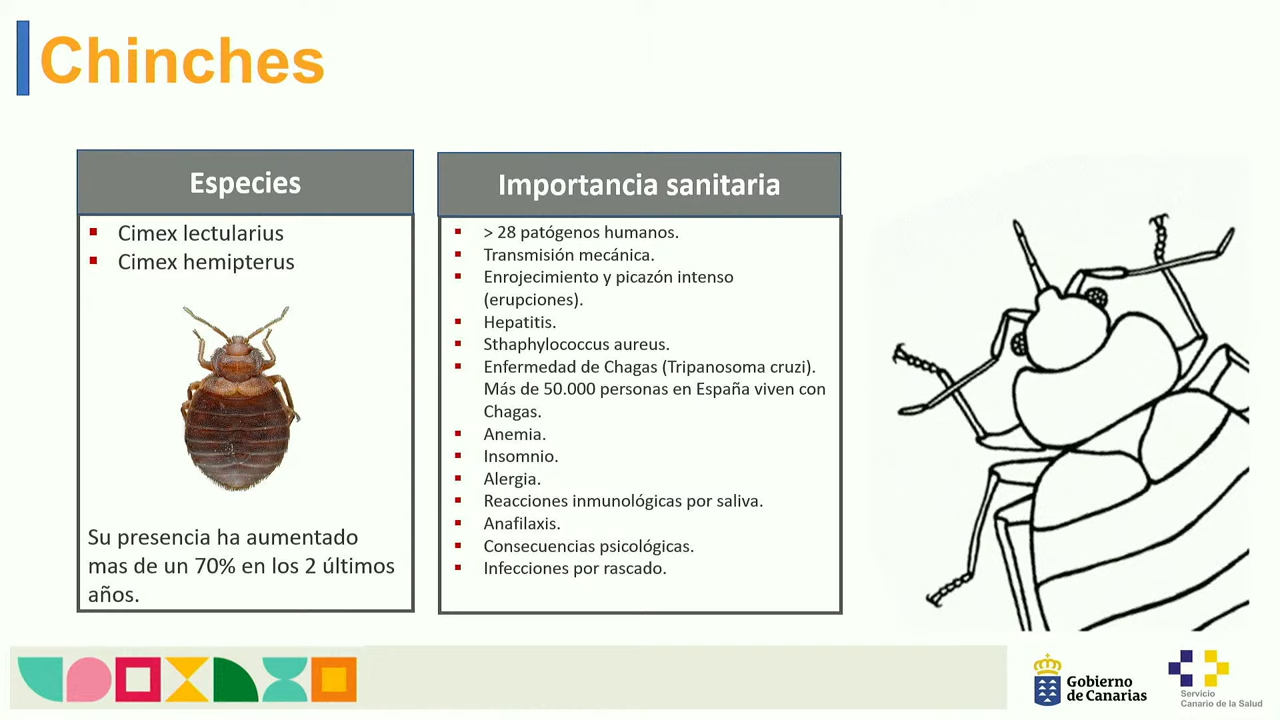 Chinches
Especies
Cimex lectularius
Cimex hemipterus
Su presencia ha aumentado
mas de un 70% en los 2 últimos
años.
Importancia sanitaria
> 28 patógenos humanos.
Transmisión mecánica.
Enrojecimiento y picazón intenso
(erupciones).
Hepatitis.
Sthaphylococcus aureus.
Enfermedad de Chagas (Tripanosoma cruzi).
Más de 50.000 personas en España viven con
Chagas.
Anemia.
Insomnio.
Alergia.
Reacciones inmunológicas por saliva.
Anafilaxis.
Consecuencias psicológicas.
Infecciones por rascado.
Gobierno
de Canarias
Servicio
Canario de la Salud